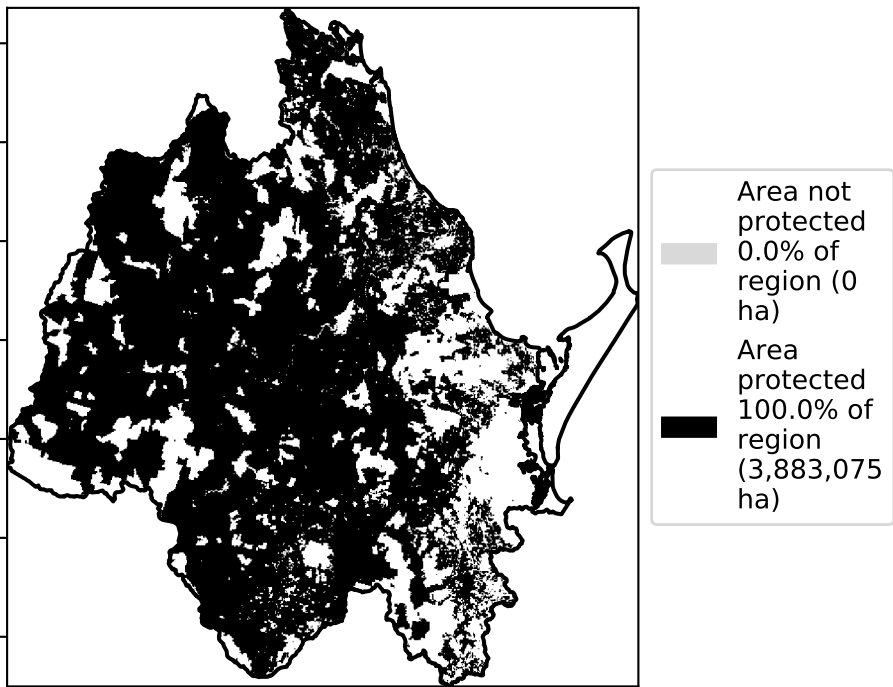 Area not
protected
0.0% of
region (0
ha)
Area
protected
100.0% of
region
(3,883,075
ha)